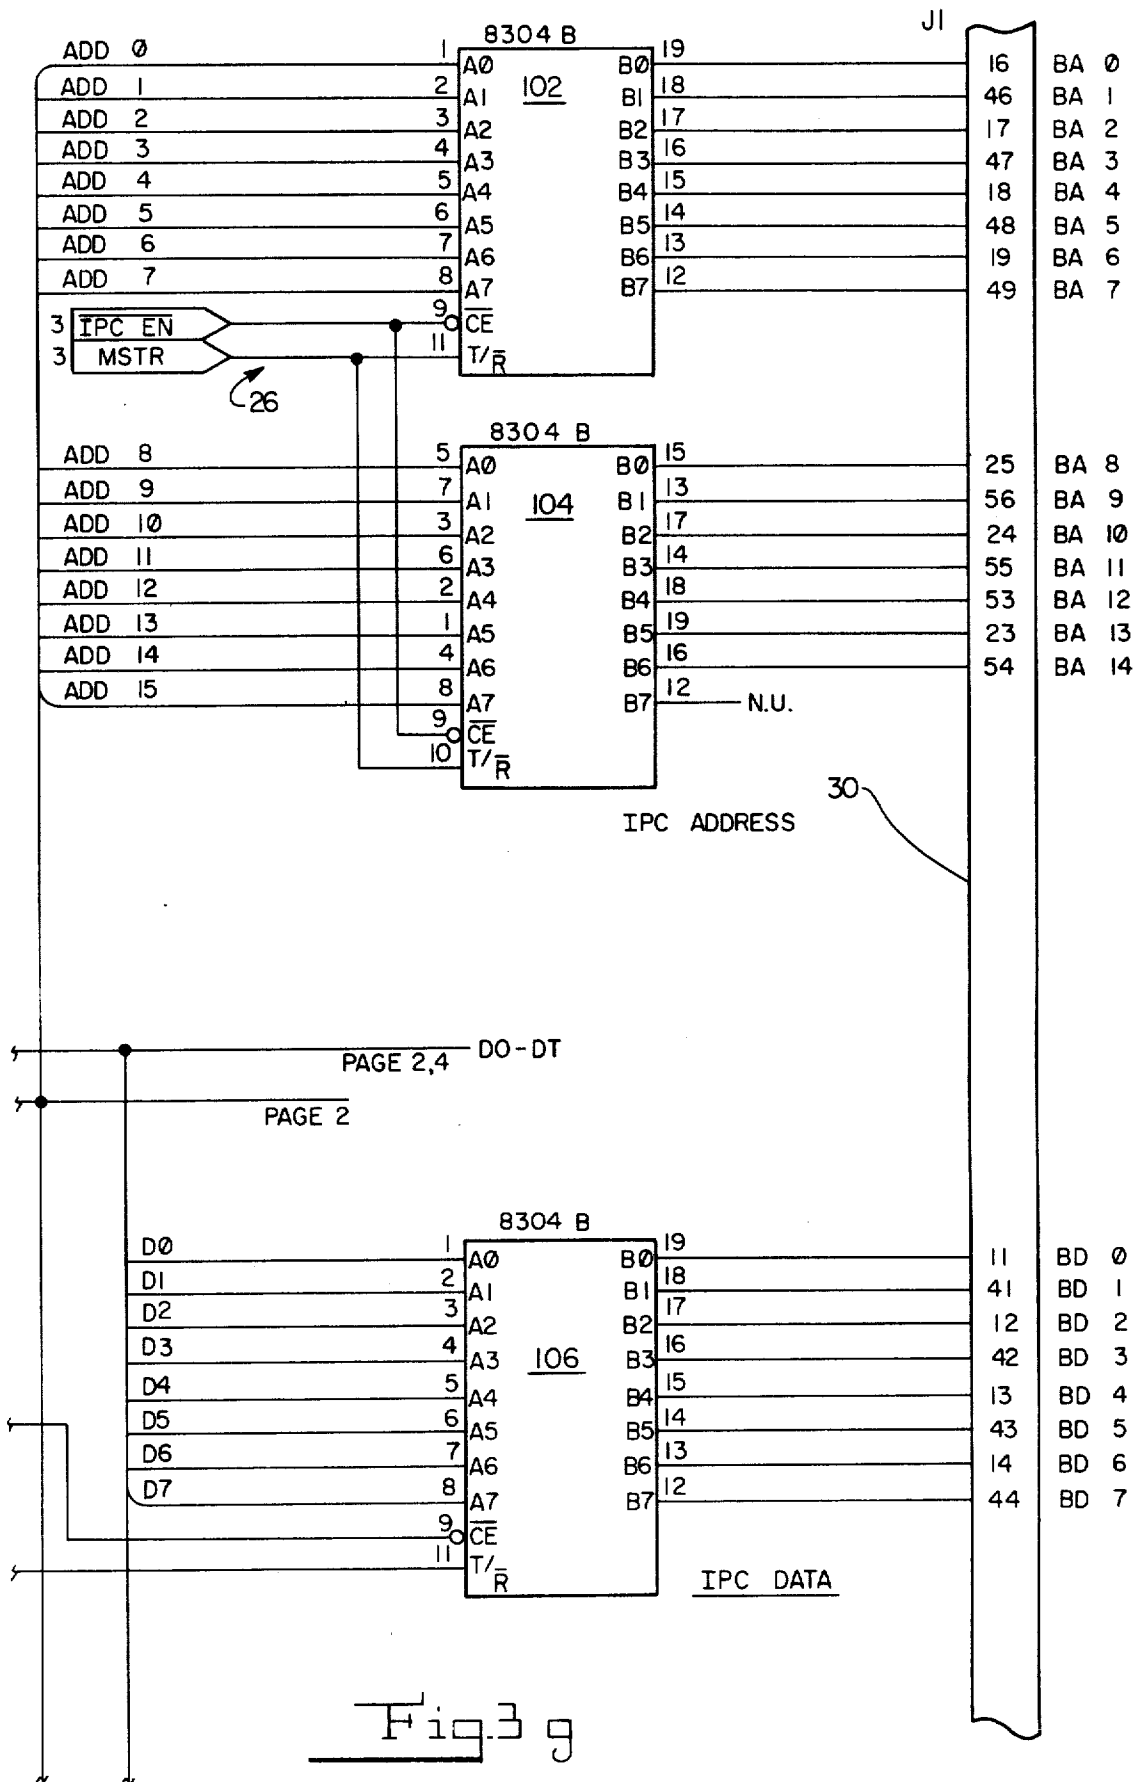 J1
8304 B
102
ADD 0 1 A0 B0 19 16 BA 0
ADD 1 2 A1 B1 18 46 BA 1
ADD 2 3 A2 B2 17 17 BA 2
ADD 3 4 A3 B3 16 47 BA 3
ADD 4 5 A4 B4 15 18 BA 4
ADD 5 6 A5 B5 14 48 BA 5
ADD 6 7 A6 B6 13 19 BA 6
ADD 7 8 A7 B7 12 49 BA 7
3 IPC EN 9 CE
3 MSTR 11 T/R
26
8304 B
104
ADD 8 5 A0 B0 15 25 BA 8
ADD 9 7 A1 B1 13 56 BA 9
ADD 10 3 A2 B2 17 24 BA 10
ADD 11 6 A3 B3 14 55 BA 11
ADD 12 2 A4 B4 18 53 BA 12
ADD 13 1 A5 B5 19 23 BA 13
ADD 14 4 A6 B6 16 54 BA 14
ADD 15 8 A7 B7 12 N.U.
9 CE
10 T/R
30
IPC ADDRESS
PAGE 2,4 DO-DT
PAGE 2
8304 B
106
D0 1 A0 B0 19 11 BD 0
D1 2 A1 B1 18 41 BD 1
D2 3 A2 B2 17 12 BD 2
D3 4 A3 B3 16 42 BD 3
D4 5 A4 B4 15 13 BD 4
D5 6 A5 B5 14 43 BD 5
D6 7 A6 B6 13 14 BD 6
D7 8 A7 B7 12 44 BD 7
9 CE
11 T/R
IPC DATA
Fig.3 g